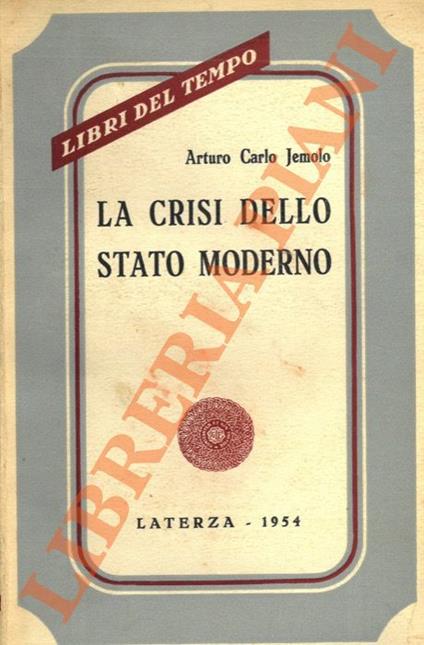 LIBRI DEL TEMPO
Arturo Carlo Jemolo
LA CRISI DELLO
STATO MODERNO
LATERZA - 1954
LIBRERIA PIANI